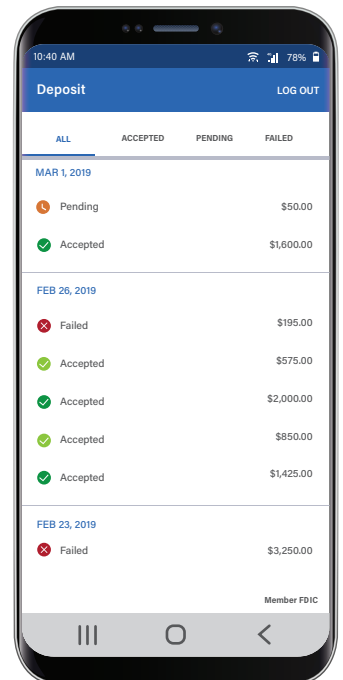 10:40 AM 78%
Deposit LOG OUT
ALL ACCEPTED PENDING FAILED
MAR 1, 2019
Pending $50.00
Accepted $1,600.00
FEB 26, 2019
Failed $195.00
Accepted $575.00
Accepted $2,000.00
Accepted $850.00
Accepted $1,425.00
FEB 23, 2019
Failed $3,250.00
Member FDIC